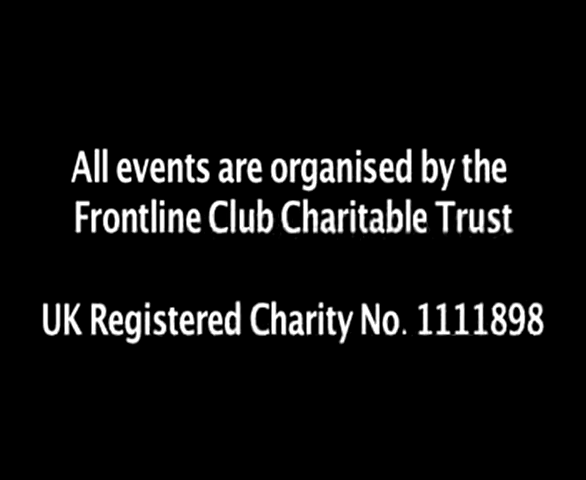 All events are organised by the
Frontline Club Charitable Trust
UK Registered Charity No. 1111898